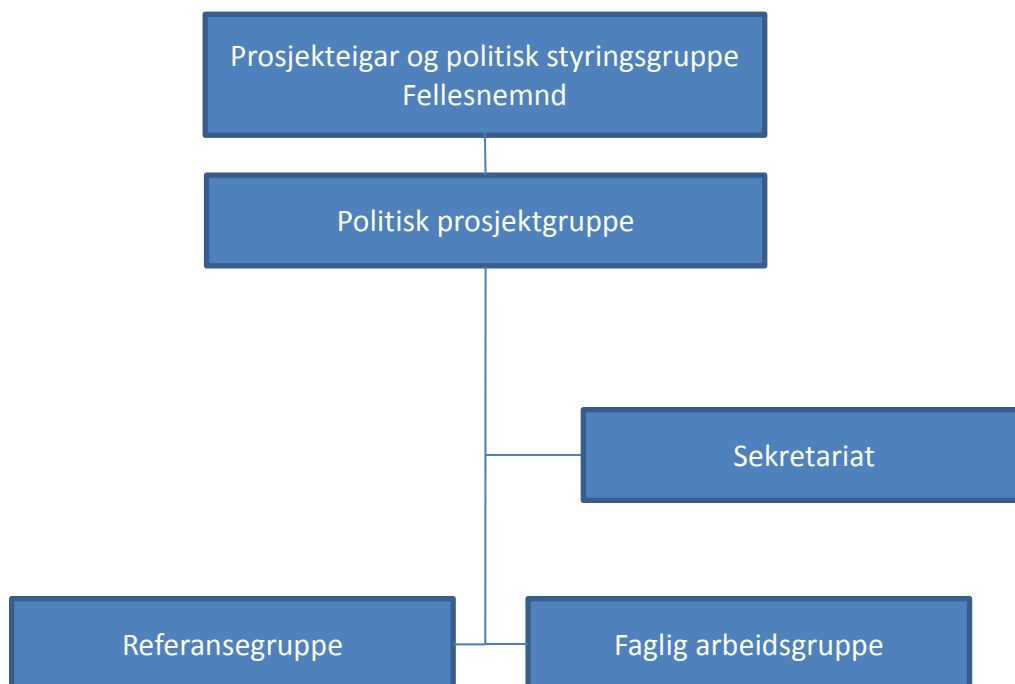 Prosjekteigar og politisk styringsgruppe
Fellesnemnd
Politisk prosjektgruppe
Sekretariat
Referansegruppe
Faglig arbeidsgruppe